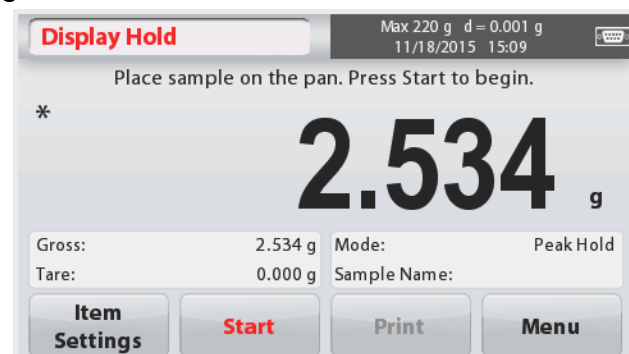 Display Hold
Max 220 g d = 0.001 g
11/18/2015 15:09
Place sample on the pan. Press Start to begin.
*
2.534 g
Gross: 2.534 g
Tare: 0.000 g
Mode: Peak Hold
Sample Name:
Item
Settings
Start
Print
Menu